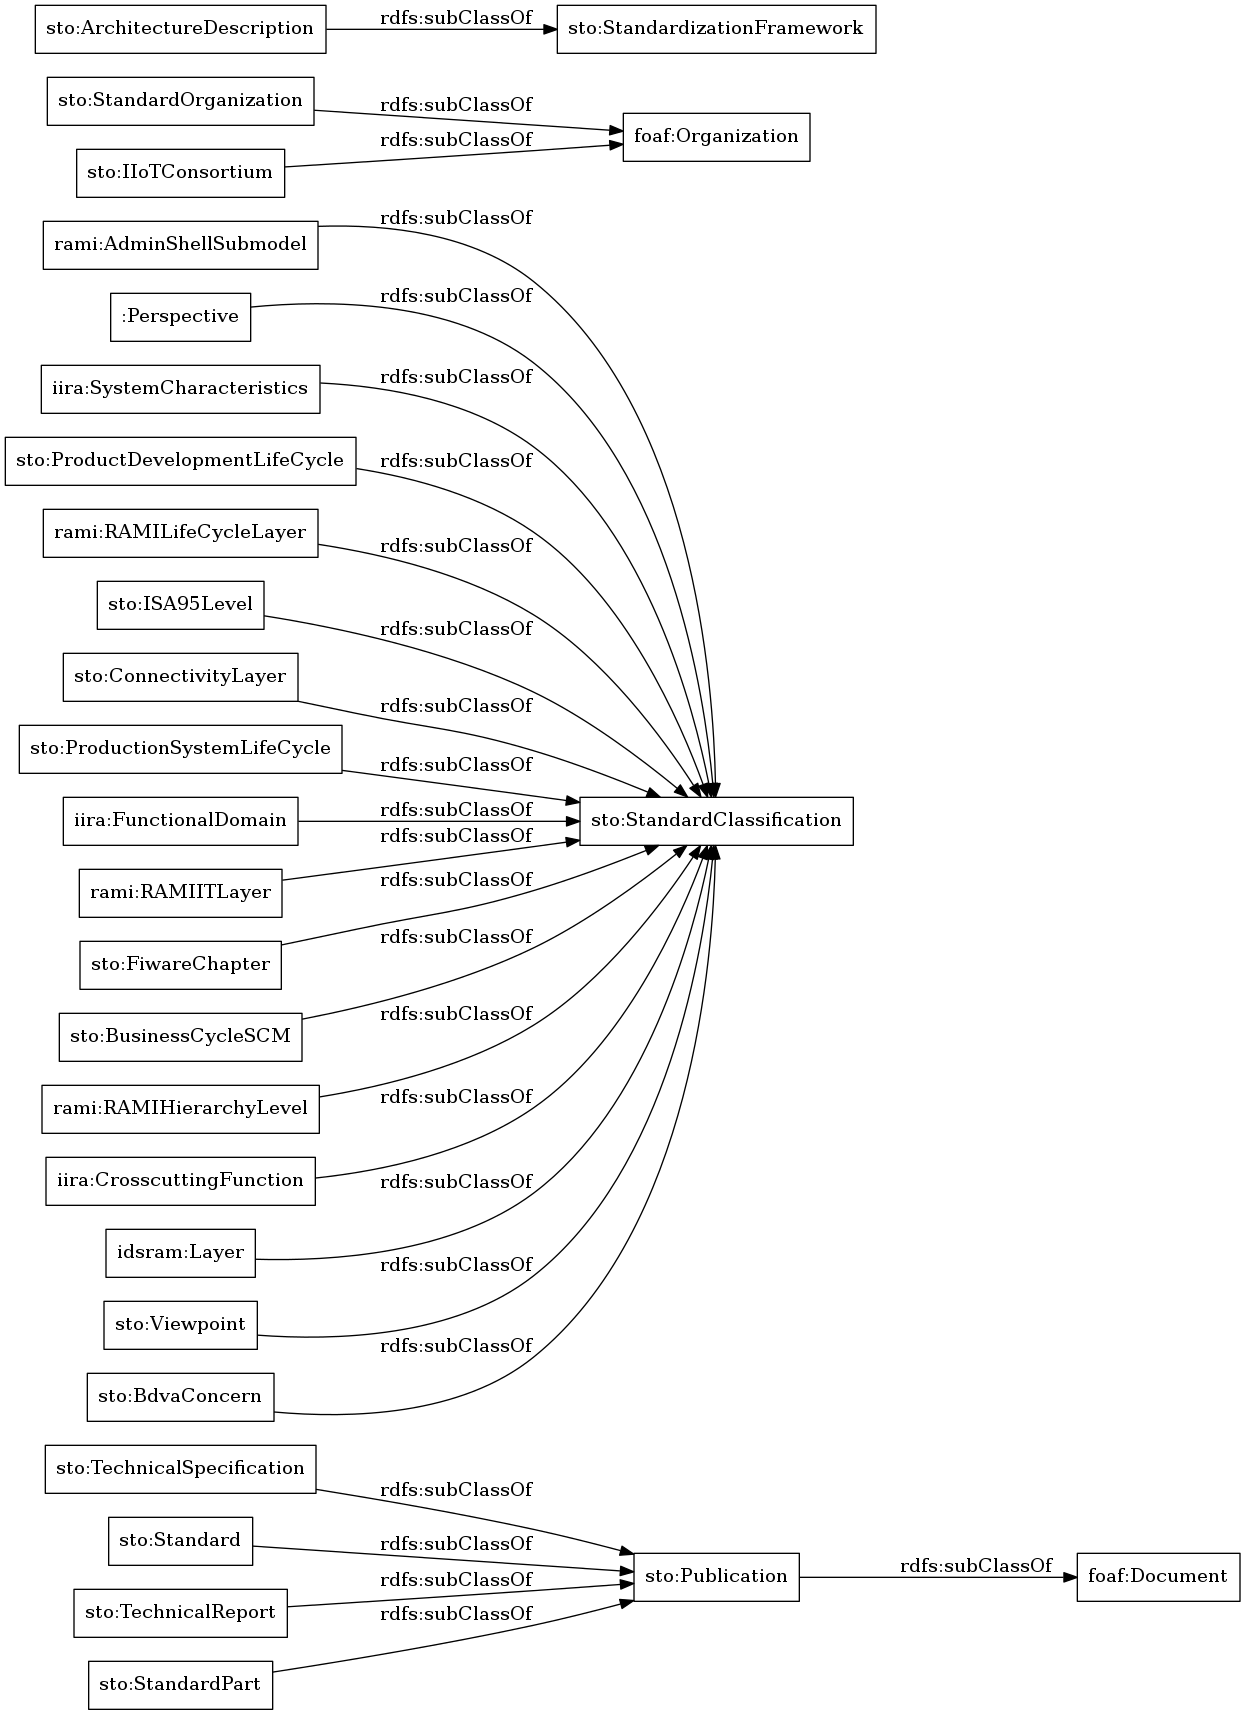 sto:ArchitectureDescription
rdfs:subClassOf
sto:StandardizationFramework
sto:StandardOrganization
rdfs:subClassOf
foaf:Organization
rdfs:subClassOf
sto:IIoTConsortium
rdfs:subClassOf
rami:AdminShellSubmodel
rdfs:subClassOf
:Perspective
rdfs:subClassOf
iira:SystemCharacteristics
rdfs:subClassOf
sto:ProductDevelopmentLifeCycle
rdfs:subClassOf
rami:RAMILifeCycleLayer
rdfs:subClassOf
sto:ISA95Level
rdfs:subClassOf
sto:ConnectivityLayer
rdfs:subClassOf
sto:ProductionSystemLifeCycle
rdfs:subClassOf
iira:FunctionalDomain
rdfs:subClassOf
sto:StandardClassification
rdfs:subClassOf
rami:RAMIITLayer
rdfs:subClassOf
sto:FiwareChapter
rdfs:subClassOf
sto:BusinessCycleSCM
rdfs:subClassOf
rami:RAMIHierarchyLevel
rdfs:subClassOf
iira:CrosscuttingFunction
rdfs:subClassOf
idsram:Layer
rdfs:subClassOf
sto:Viewpoint
rdfs:subClassOf
sto:BdvaConcern
sto:TechnicalSpecification
rdfs:subClassOf
sto:Standard
rdfs:subClassOf
sto:Publication
rdfs:subClassOf
foaf:Document
rdfs:subClassOf
sto:TechnicalReport
rdfs:subClassOf
sto:StandardPart